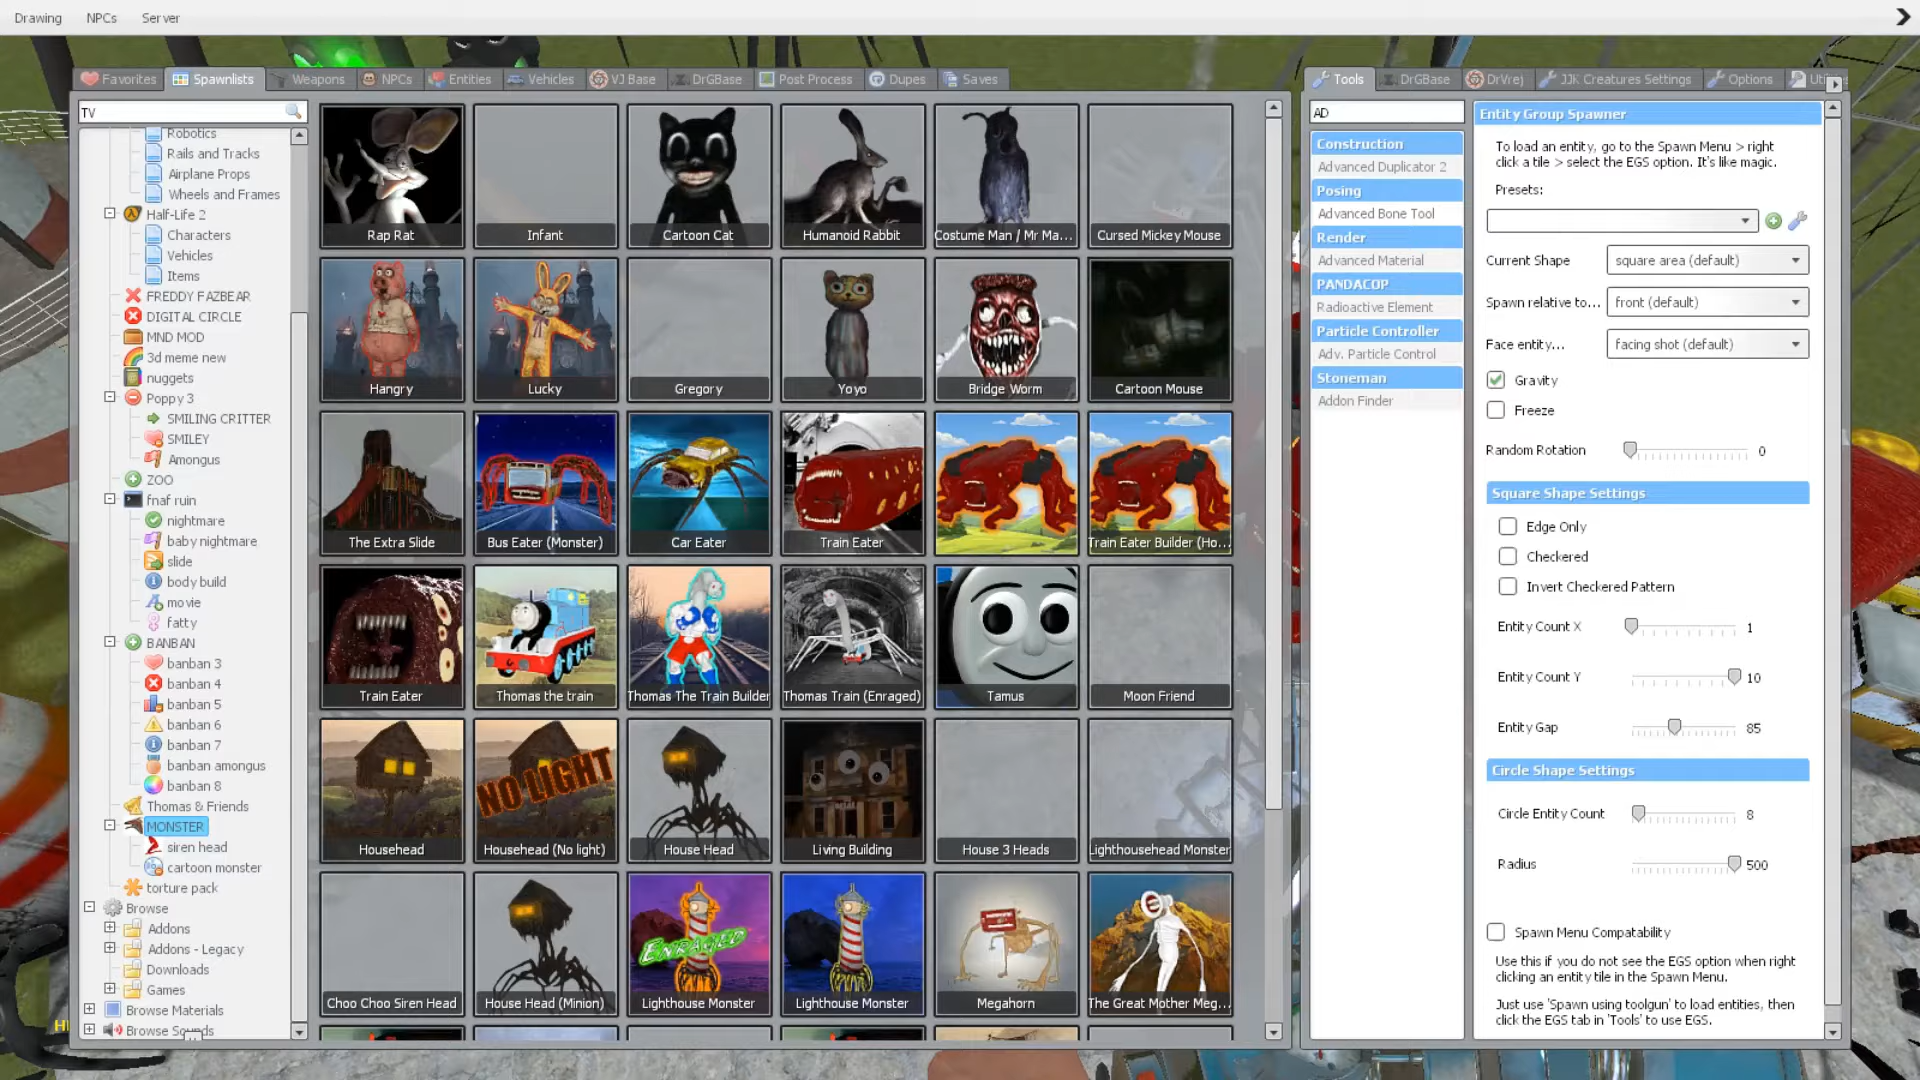 Drawing NPCs Server
Favorites Spawnlists Weapons NPCs Entities Vehicles VJ Base DrGBase Post Process Dupes Saves
TV
Robotics
Rails and Tracks
Airplane Props
Wheels and Frames
Half-Life 2
Characters
Vehicles
Items
FREDDY FAZBEAR
DIGITAL CIRCLE
MND MOD
3d meme new
nuggets
Poppy 3
SMILING CRITTER
SMILEY
Amongus
ZOO
fnaf ruin
nightmare
baby nightmare
slide
body build
movie
fatty
BANBAN
banban 3
banban 4
banban 5
banban 6
banban 7
banban amongus
banban 8
Thomas & Friends
MONSTER
siren head
cartoon monster
torture pack
Browse
Addons
Addons - Legacy
Downloads
Games
Browse Materials
Browse Sounds
Rap Rat Infant Cartoon Cat Humanoid Rabbit Costume Man / Mr Ma... Cursed Mickey Mouse
Hangry Lucky Gregory Yoyo Bridge Worm Cartoon Mouse
The Extra Slide Bus Eater (Monster) Car Eater Train Eater Train Eater Builder (Ho...
Train Eater Thomas the train Thomas The Train Builder Thomas Train (Enraged) Tamus Moon Friend
NO LIGHT
Househead Househead (No light) House Head Living Building House 3 Heads Lighthousehead Monster
ENRAGED
Choo Choo Siren Head House Head (Minion) Lighthouse Monster Lighthouse Monster Megahorn The Great Mother Meg...
Tools DrGBase DrVrej JJK Creatures Settings Options
AD
Construction
Advanced Duplicator 2
Posing
Advanced Bone Tool
Render
Advanced Material
PANDACOP
Radioactive Element
Particle Controller
Adv. Particle Control
Stoneman
Addon Finder
Entity Group Spawner
To load an entity, go to the Spawn Menu > right
click a tile > select the EGS option. It's like magic.
Presets:
Current Shape square area (default)
Spawn relative to... front (default)
Face entity... facing shot (default)
Gravity
Freeze
Random Rotation 0
Square Shape Settings
Edge Only
Checkered
Invert Checkered Pattern
Entity Count X 1
Entity Count Y 10
Entity Gap 85
Circle Shape Settings
Circle Entity Count 8
Radius 500
Spawn Menu Compatability
Use this if you do not see the EGS option when right
clicking an entity tile in the Spawn Menu.
Just use 'Spawn using toolgun' to load entities, then
click the EGS tab in 'Tools' to use EGS.